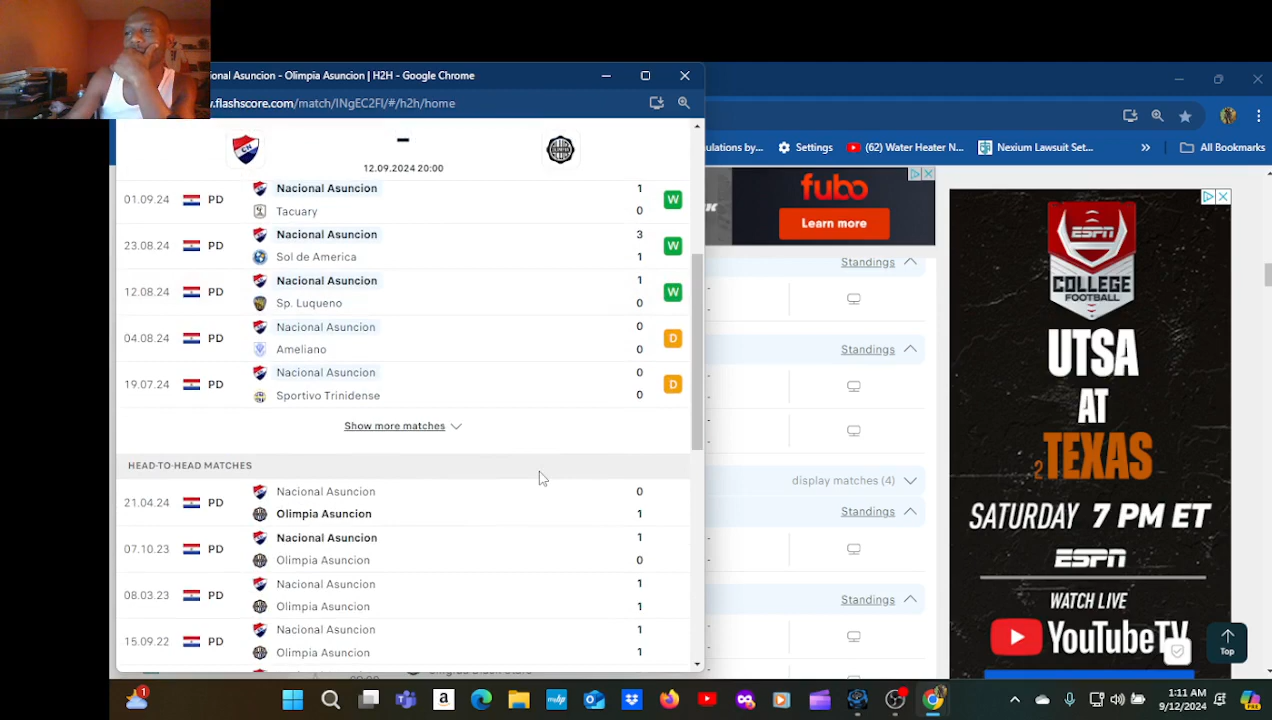 ional Asuncion - Olimpia Asuncion | H2H - Google Chrome
w.flashscore.com/match/INgEC2Fl/#/h2h/home
ulations by...
Settings
(62) Water Heater N...
Nexium Lawsuit Set...
»
All Bookmarks
-
12.09.2024 20:00
fubo
Learn more
01.09.24 PD Nacional Asuncion 1 W
Tacuary 0
23.08.24 PD Nacional Asuncion 3 W
Sol de America 1
12.08.24 PD Nacional Asuncion 1 W
Sp. Luqueno 0
04.08.24 PD Nacional Asuncion 0 D
Ameliano 0
19.07.24 PD Nacional Asuncion 0 D
Sportivo Trinidense 0
Show more matches
HEAD-TO-HEAD MATCHES
21.04.24 PD Nacional Asuncion 0
Olimpia Asuncion 1
07.10.23 PD Nacional Asuncion 1
Olimpia Asuncion 0
08.03.23 PD Nacional Asuncion 1
Olimpia Asuncion 1
15.09.22 PD Nacional Asuncion 1
Olimpia Asuncion 1
Standings
Standings
display matches (4)
Standings
Standings
ESPN
COLLEGE
FOOTBALL
UTSA
AT
2 TEXAS
SATURDAY 7 PM ET
ESPN
WATCH LIVE
YouTubeTV
Top
1
1:11 AM
9/12/2024